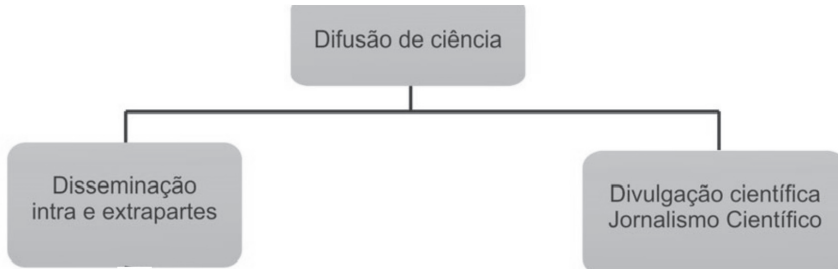 Difusão de ciência
Disseminação
intra e extrapartes
Divulgação científica
Jornalismo Científico